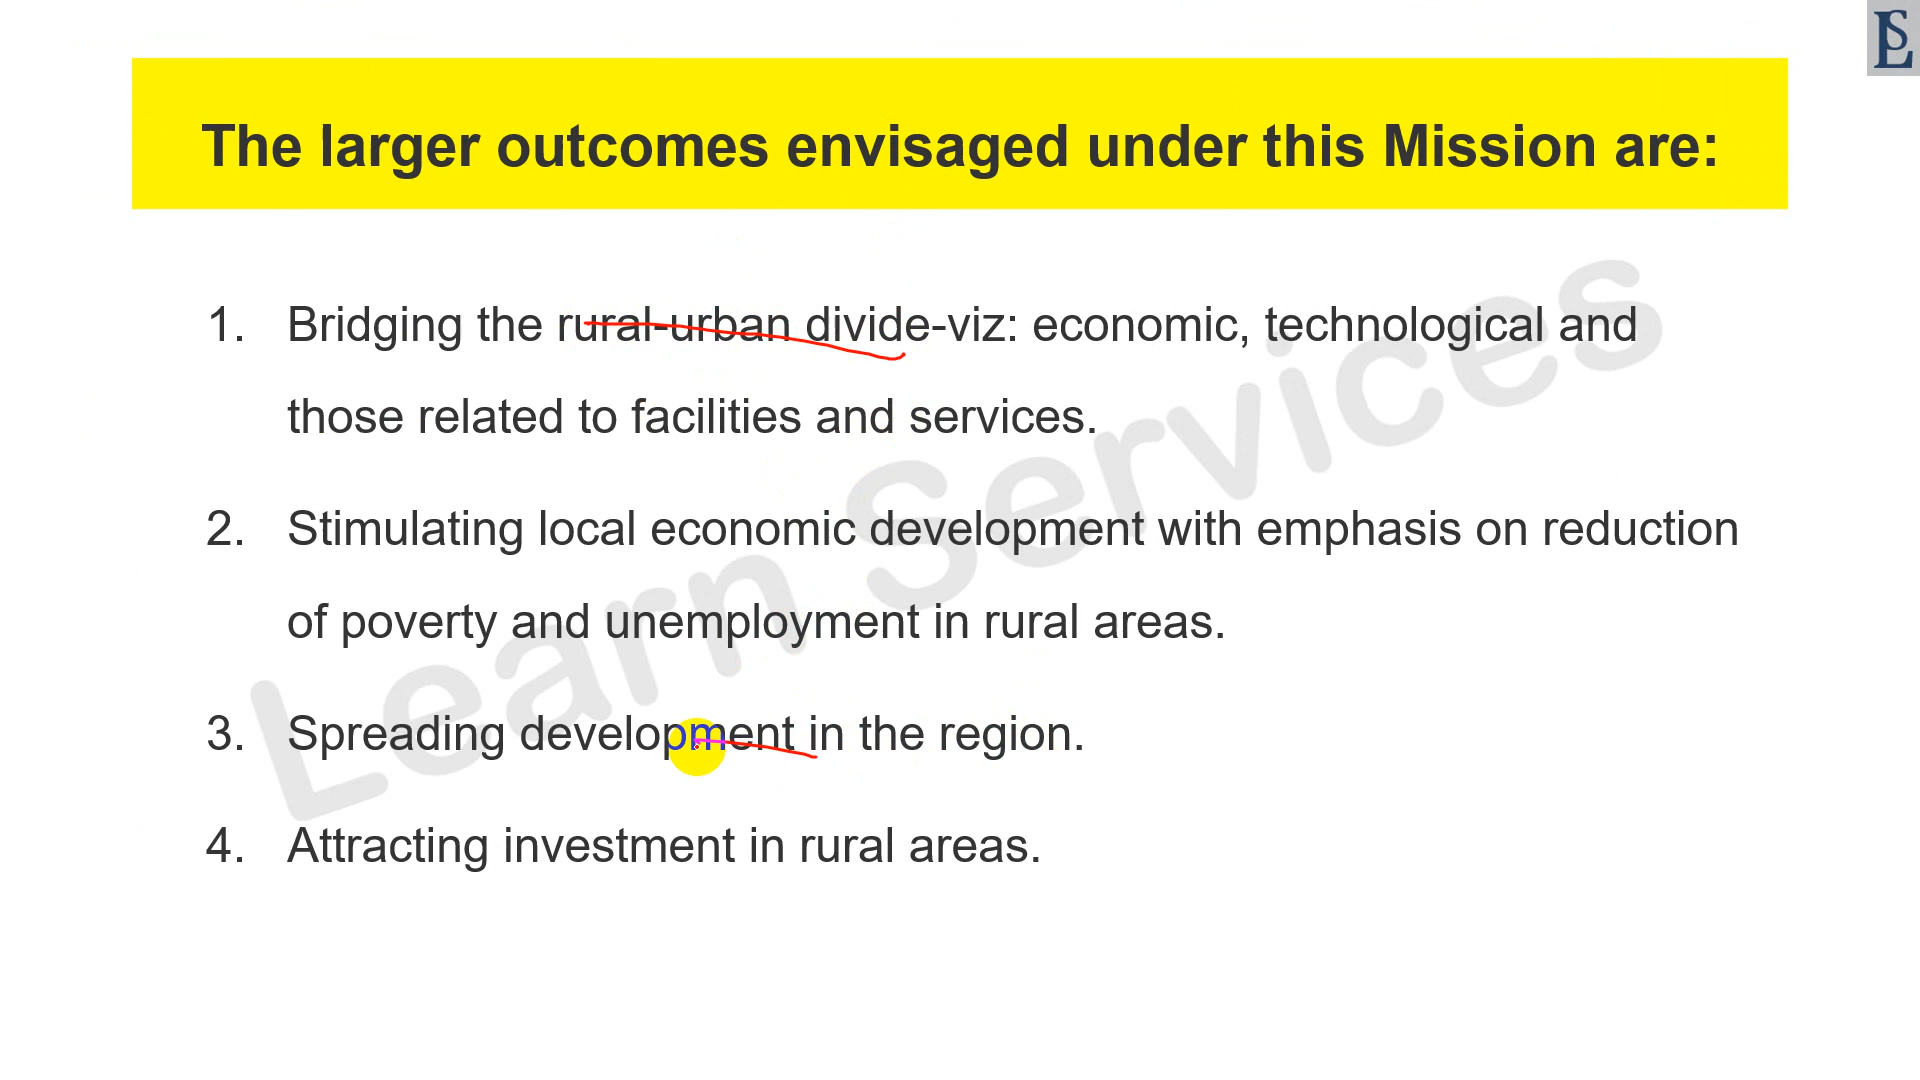 LS
The larger outcomes envisaged under this Mission are:
1. Bridging the rural-urban divide-viz: economic, technological and
those related to facilities and services.
2. Stimulating local economic development with emphasis on reduction
of poverty and unemployment in rural areas.
3. Spreading development in the region.
4. Attracting investment in rural areas.
Learn Services